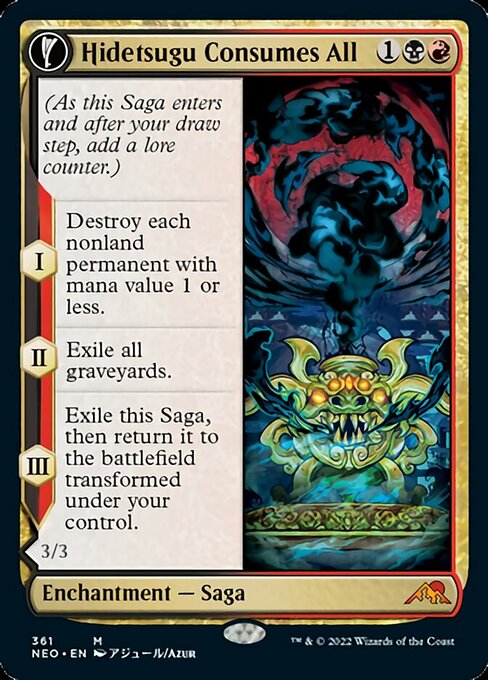 Hidetsugu Consumes All 1
(As this Saga enters
and after your draw
step, add a lore
counter.)
I
Destroy each
nonland
permanent with
mana value 1 or
less.
II
Exile all
graveyards.
III
Exile this Saga,
then return it to
the battlefield
transformed
under your
control.
3/3
Enchantment — Saga
361 M
NEO • EN アジュール/AZUR
™ & © 2022 Wizards of the Coast